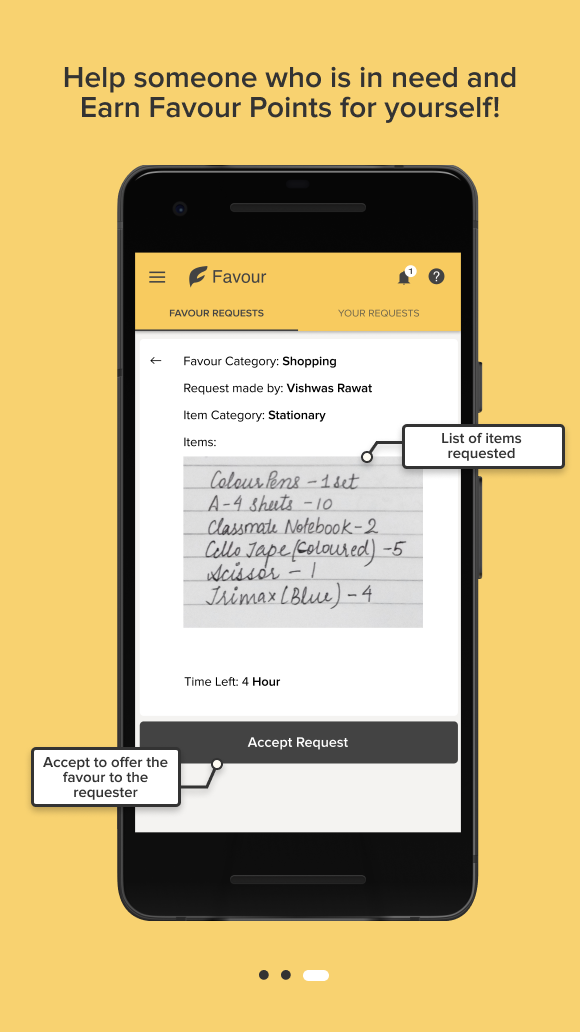 Help someone who is in need and
Earn Favour Points for yourself!
Favour
1
?
FAVOUR REQUESTS
YOUR REQUESTS
← Favour Category: Shopping
Request made by: Vishwas Rawat
Item Category: Stationary
Items:
List of items
requested
Colour Pens - 1 set
A-4 Sheets - 10
Classmate Notebook - 2
Cello Tape (Coloured) - 5
Scissor - 1
Trimax (Blue) - 4
Time Left: 4 Hour
Accept Request
Accept to offer the
favour to the
requester